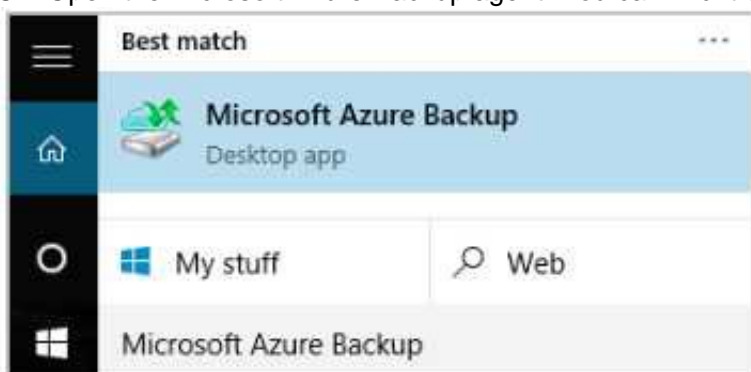 Best match
Microsoft Azure Backup
Desktop app
My stuff Web
Microsoft Azure Backup